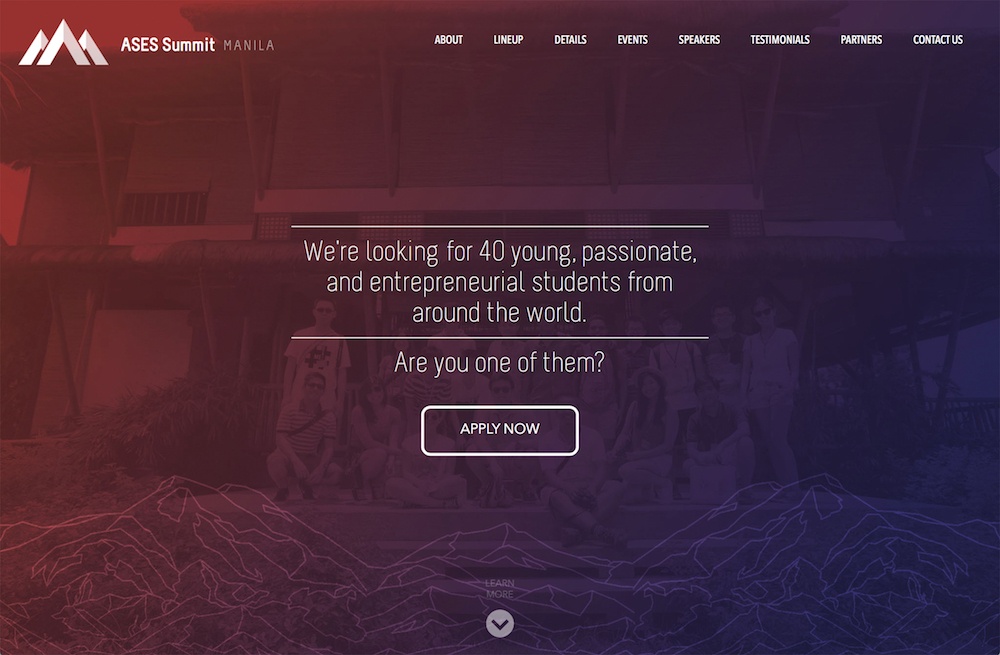 ASES Summit MANILA
ABOUT LINEUP DETAILS EVENTS SPEAKERS TESTIMONIALS PARTNERS CONTACT US
We're looking for 40 young, passionate,
and entrepreneurial students from
around the world.
Are you one of them?
APPLY NOW
LEARN
MORE